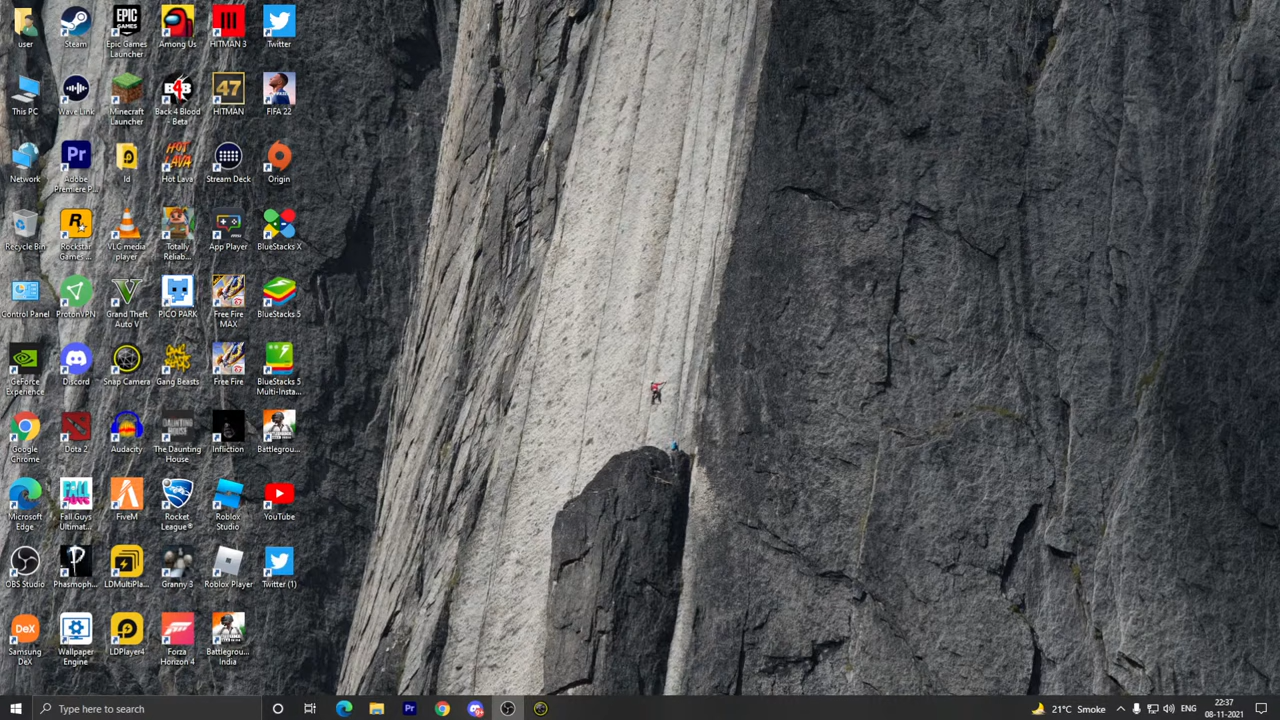 user
Steam
Epic Games
Launcher
Among Us
HITMAN 3
Twitter
This PC
Wave Link
Minecraft
Launcher
Back 4 Blood
- Beta
HITMAN
FIFA 22
Network
Adobe
Premiere P...
ld
Hot Lava
Stream Deck
Origin
Recycle Bin
Rockstar
Games ...
VLC media
player
Totally
Reliab...
App Player
BlueStacks X
Control Panel
ProtonVPN
Grand Theft
Auto V
PICO PARK
Free Fire
MAX
BlueStacks 5
GeForce
Experience
Discord
Snap Camera
Gang Beasts
Free Fire
BlueStacks 5
Multi-Insta...
Google
Chrome
Dota 2
Audacity
The Daunting
House
Infliction
Battlegrou...
Microsoft
Edge
Fall Guys
Ultimat...
FiveM
Rocket
League®
Roblox
Studio
YouTube
OBS Studio
Phasmoph...
LDMultiPla...
Granny 3
Roblox Player
Twitter (1)
Samsung
DeX
Wallpaper
Engine
LDPlayer4
Forza
Horizon 4
Battlegrou...
India
Type here to search
21°C Smoke
ENG
22:37
08-11-2021